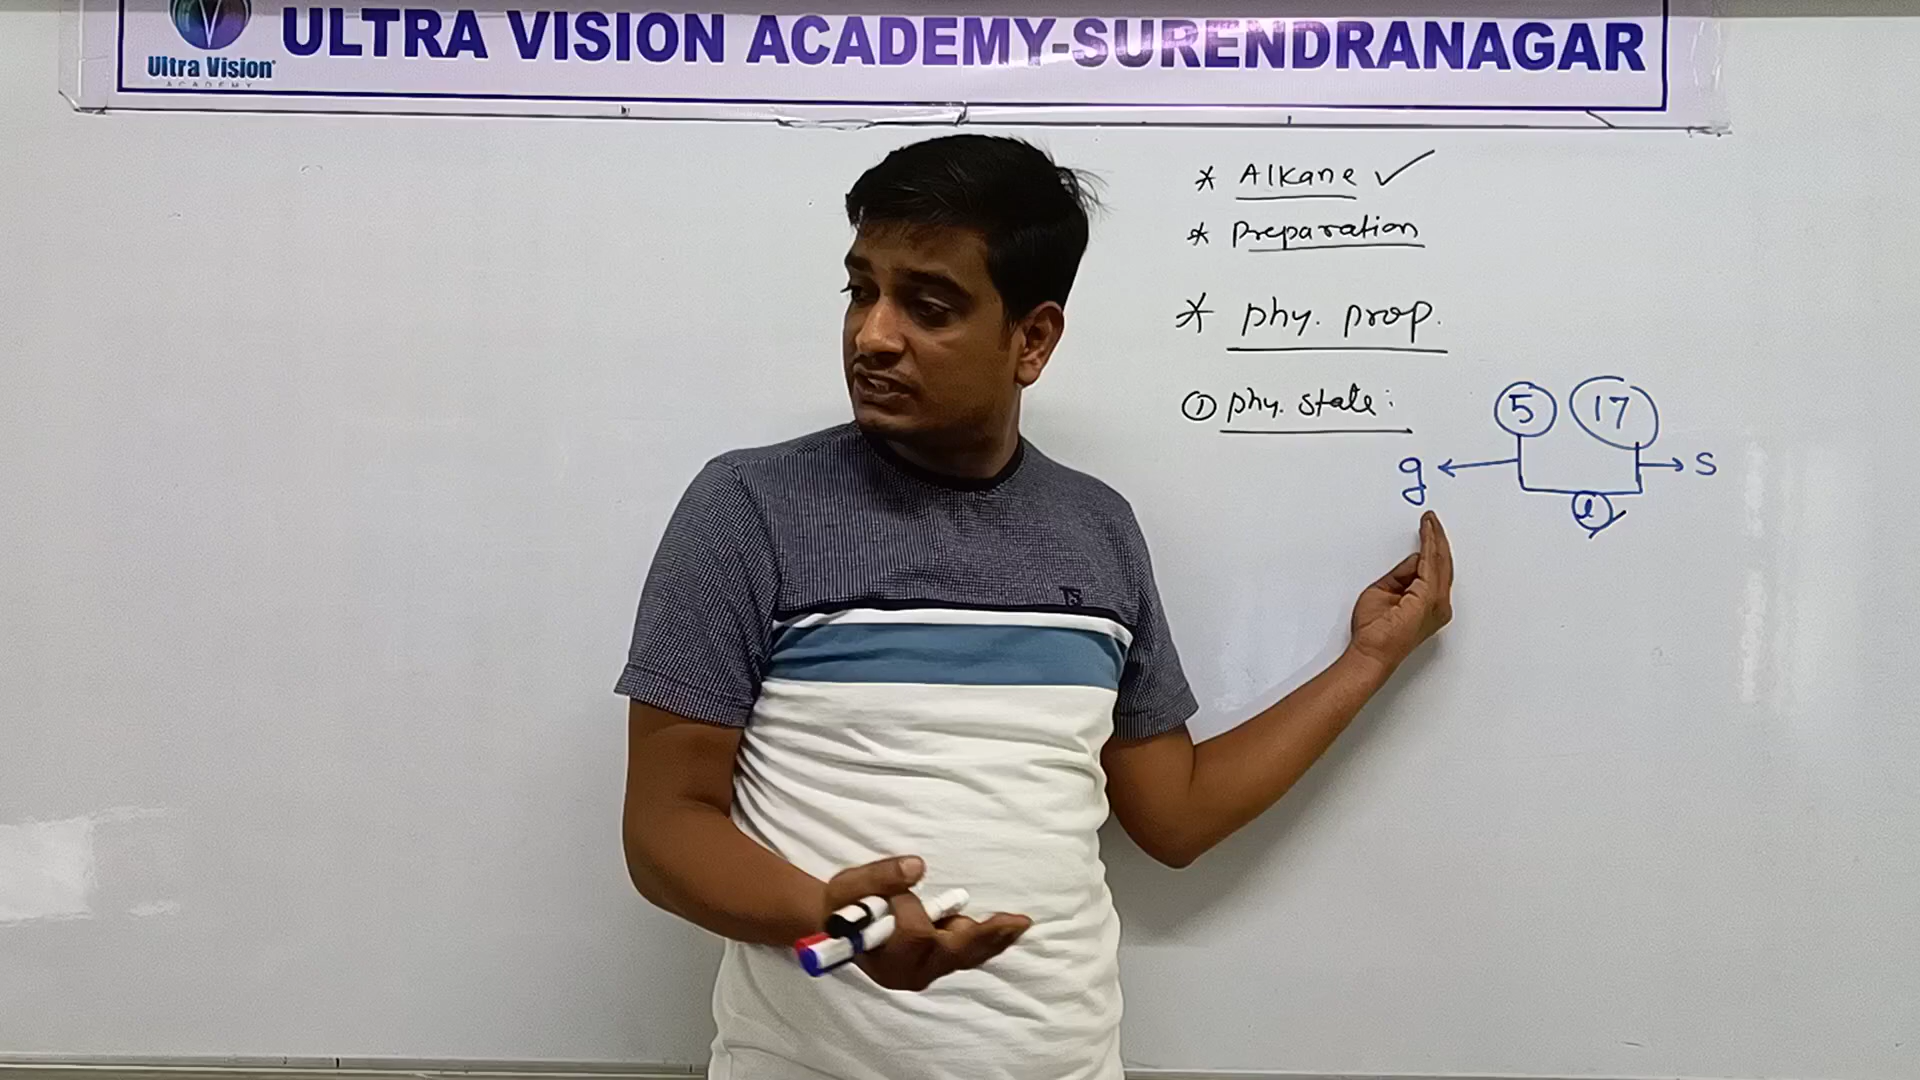 ULTRA VISION ACADEMY-SURENDRANAGAR
Ultra Vision
ACADEMY
* Alkane ✓
* Preparation
* phy. prop.
① phy. state:
5 17
g ← → s
l